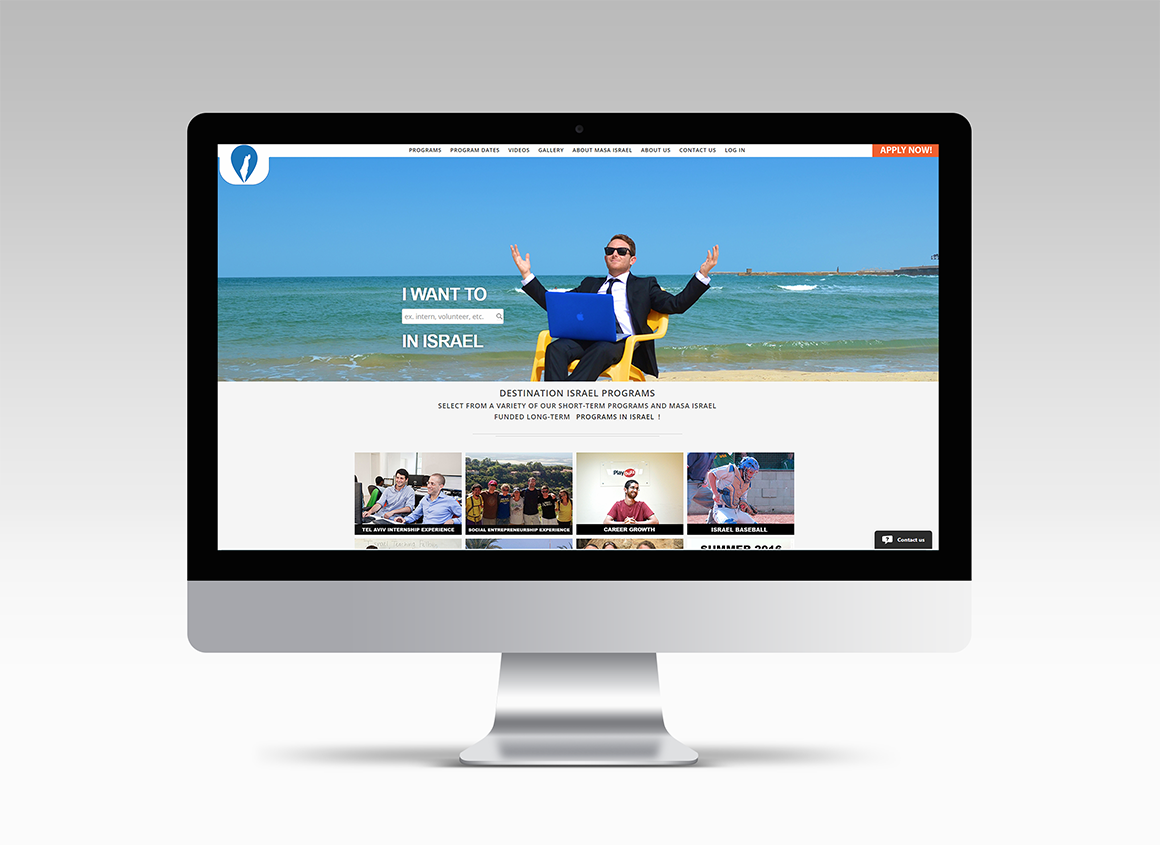 PROGRAMS PROGRAM DATES VIDEOS GALLERY ABOUT MASA ISRAEL ABOUT US CONTACT US LOG IN APPLY NOW!
I WANT TO
ex. intern, volunteer, etc.
IN ISRAEL
DESTINATION ISRAEL PROGRAMS
SELECT FROM A VARIETY OF OUR SHORT-TERM PROGRAMS AND MASA ISRAEL
FUNDED LONG-TERM PROGRAMS IN ISRAEL !
PlayBuzz
TEL AVIV INTERNSHIP EXPERIENCE SOCIAL ENTREPRENEURSHIP EXPERIENCE CAREER GROWTH ISRAEL BASEBALL
Contact us
SUMMER 2016